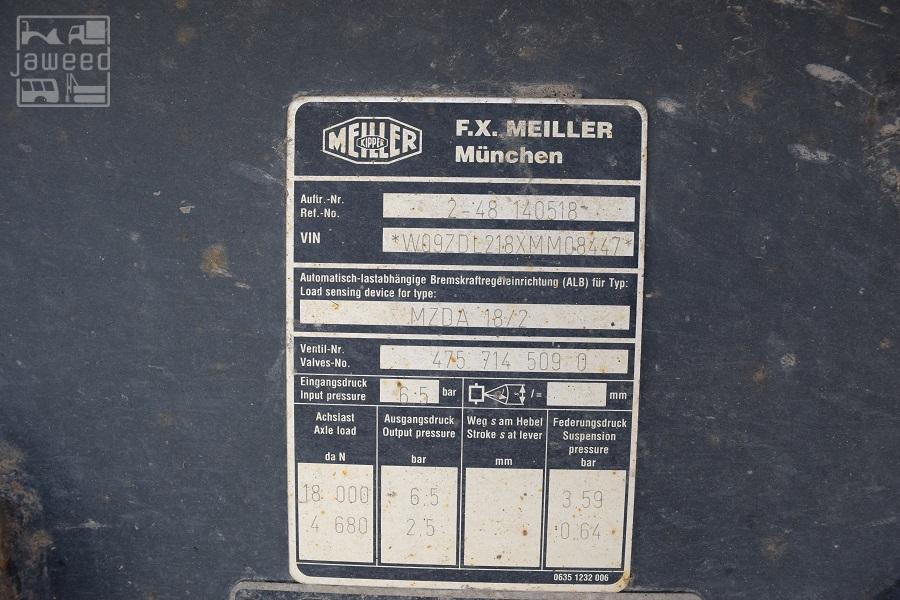 jaweed
MEILLER
KIPPER
F.X. MEILLER
München
Auftr.-Nr.
Ref.-No.
2-48 140518
VIN
*W09ZDL218XMM08447*
Automatisch-lastabhängige Bremskraftregeleinrichtung (ALB) für Typ:
Load sensing device for type:
MZDA 18/2
Ventil-Nr.
Valves-No.
475 714 509 0
Eingangsdruck
Input pressure
6.5 bar
l = mm
Achslast
Axle load
da N
Ausgangsdruck
Output pressure
bar
Weg s am Hebel
Stroke s at lever
mm
Federungsdruck
Suspension
pressure
bar
18 000 6.5 3.59
4 680 2.5 0.64
0635 1232 006